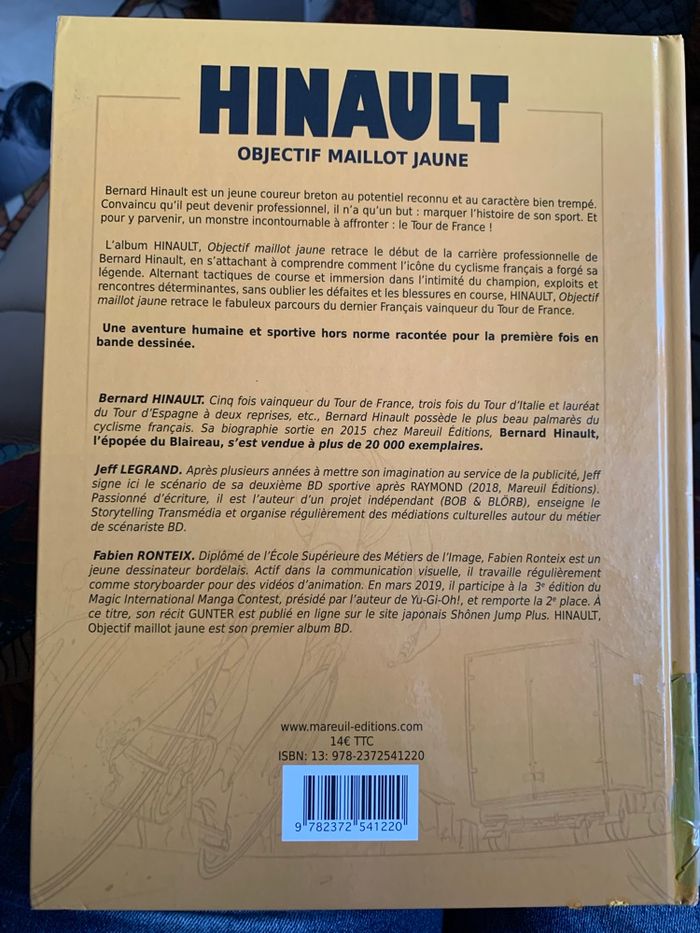 HINAULT
OBJECTIF MAILLOT JAUNE
Bernard Hinault est un jeune coureur breton au potentiel reconnu et au caractère bien trempé.
Convaincu qu'il peut devenir professionnel, il n'a qu'un but : marquer l'histoire de son sport. Et
pour y parvenir, un monstre incontournable à affronter : le Tour de France !
L'album HINAULT, Objectif maillot jaune retrace le début de la carrière professionnelle de
Bernard Hinault, en s'attachant à comprendre comment l'icône du cyclisme français a forgé sa
légende. Alternant tactiques de course et immersion dans l'intimité du champion, exploits et
rencontres déterminantes, sans oublier les défaites et les blessures en course, HINAULT, Objectif
maillot jaune retrace le fabuleux parcours du dernier Français vainqueur du Tour de France.
Une aventure humaine et sportive hors norme racontée pour la première fois en
bande dessinée.
Bernard HINAULT. Cinq fois vainqueur du Tour de France, trois fois du Tour d'Italie et lauréat
du Tour d'Espagne à deux reprises, etc., Bernard Hinault possède le plus beau palmarès du
cyclisme français. Sa biographie sortie en 2015 chez Mareuil Éditions, Bernard Hinault,
l'épopée du Blaireau, s'est vendue à plus de 20 000 exemplaires.
Jeff LEGRAND. Après plusieurs années à mettre son imagination au service de la publicité, Jeff
signe ici le scénario de sa deuxième BD sportive après RAYMOND (2018, Mareuil Éditions).
Passionné d'écriture, il est l'auteur d'un projet indépendant (BOB & BLÖRB), enseigne le
Storytelling Transmédia et organise régulièrement des médiations culturelles autour du métier
de scénariste BD.
Fabien RONTEIX. Diplômé de l'École Supérieure des Métiers de l'Image, Fabien Ronteix est un
jeune dessinateur bordelais. Actif dans la communication visuelle, il travaille régulièrement
comme storyboarder pour des vidéos d'animation. En mars 2019, il participe à la 3e édition du
Magic International Manga Contest, présidé par l'auteur de Yu-Gi-Oh!, et remporte la 2e place. À
ce titre, son récit GUNTER est publié en ligne sur le site japonais Shônen Jump Plus. HINAULT,
Objectif maillot jaune est son premier album BD.
www.mareuil-editions.com
14€ TTC
ISBN: 13: 978-2372541220
9 782372 541220